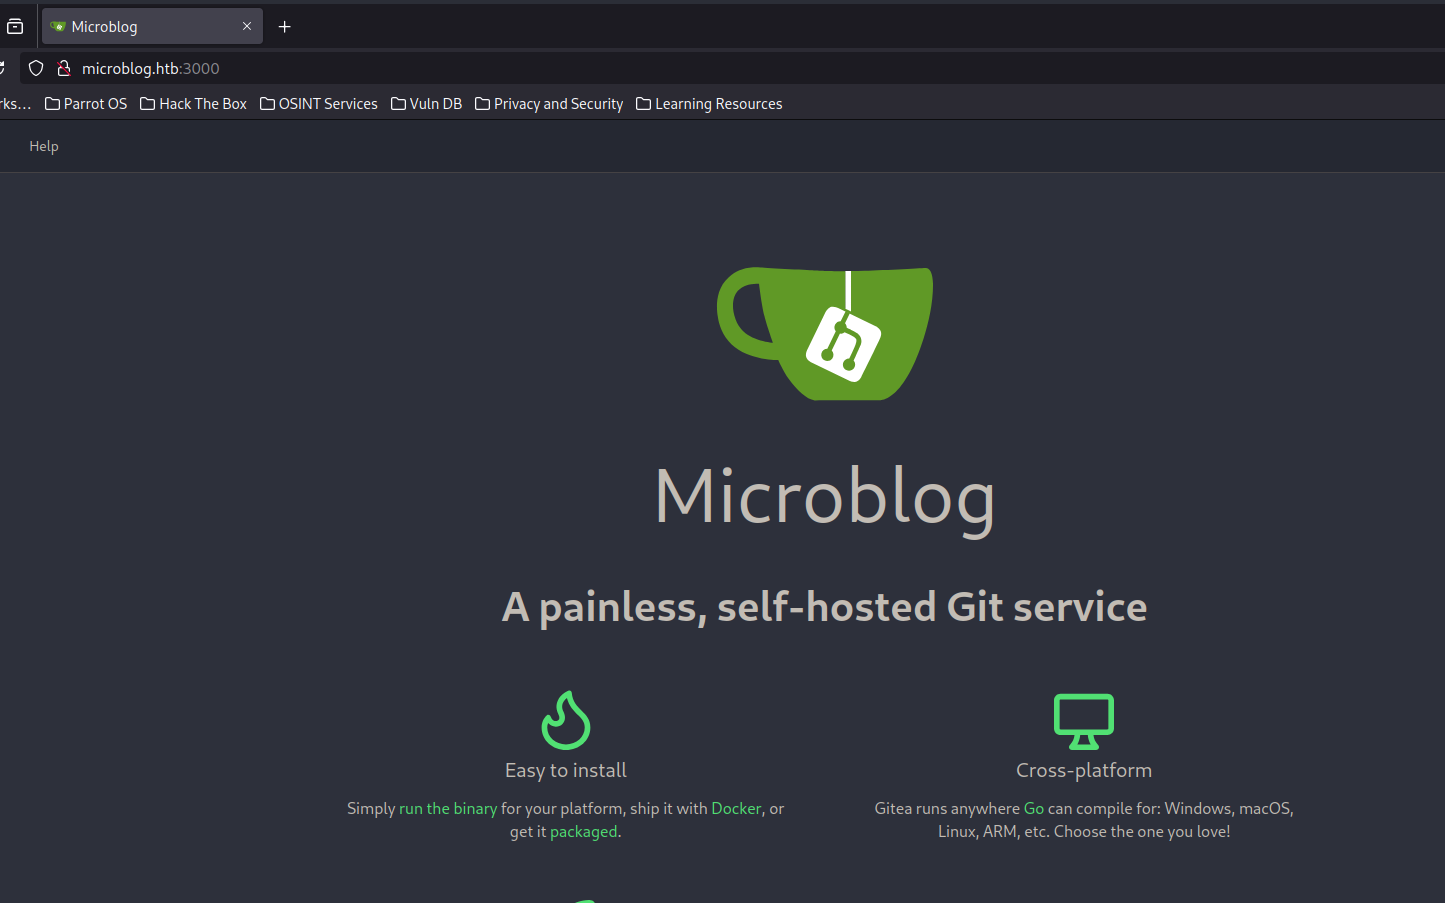 Microblog
microblog.htb:3000
rks... Parrot OS Hack The Box OSINT Services Vuln DB Privacy and Security Learning Resources
Help
Microblog
A painless, self-hosted Git service
Easy to install
Cross-platform
Simply run the binary for your platform, ship it with Docker, or
get it packaged.
Gitea runs anywhere Go can compile for: Windows, macOS,
Linux, ARM, etc. Choose the one you love!